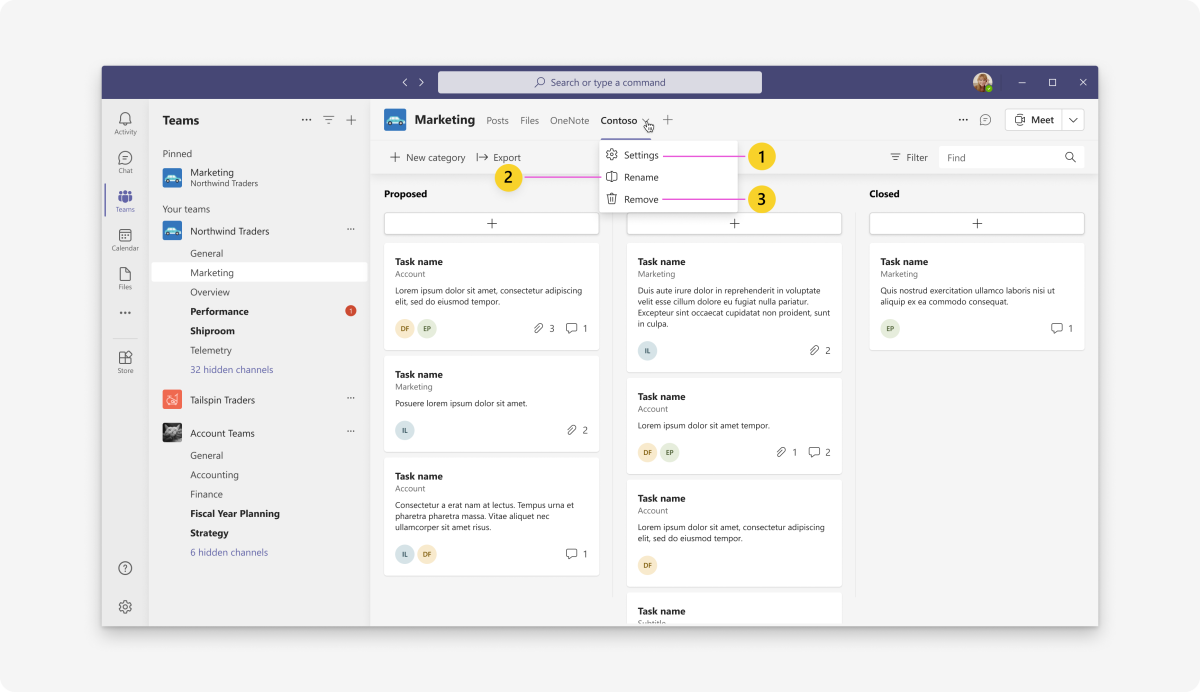 Search or type a command
Activity
Chat
Teams
Calendar
Files
Store
Teams
Pinned
Marketing
Northwind Traders
Your teams
Northwind Traders
General
Marketing
Overview
Performance
1
Shiproom
Telemetry
32 hidden channels
Tailspin Traders
Account Teams
General
Accounting
Finance
Fiscal Year Planning
Strategy
6 hidden channels
Marketing Posts Files OneNote Contoso
Meet
New category Export
Filter Find
Settings 1
2 Rename
Remove 3
Proposed
Task name
Account
Lorem ipsum dolor sit amet, consectetur adipiscing
elit, sed do eiusmod tempor.
DF EP 3 1
Task name
Marketing
Posuere lorem ipsum dolor sit amet.
IL 2
Task name
Account
Consectetur a erat nam at lectus. Tempus urna et
pharetra pharetra massa. Vitae aliquet nec
ullamcorper sit amet risus.
IL DF 1
Task name
Marketing
Duis aute irure dolor in reprehenderit in voluptate
velit esse cillum dolore eu fugiat nulla pariatur.
Excepteur sint occaecat cupidatat non proident, sunt
in culpa.
IL 2
Task name
Account
Lorem ipsum dolor sit amet tempor.
DF EP 1 2
Task name
Account
Lorem ipsum dolor sit amet, consectetur adipiscing
elit, sed do eiusmod tempor.
DF
Task name
Subtitle
Closed
Task name
Marketing
Quis nostrud exercitation ullamco laboris nisi ut
aliquip ex ea commodo consequat.
EP 1